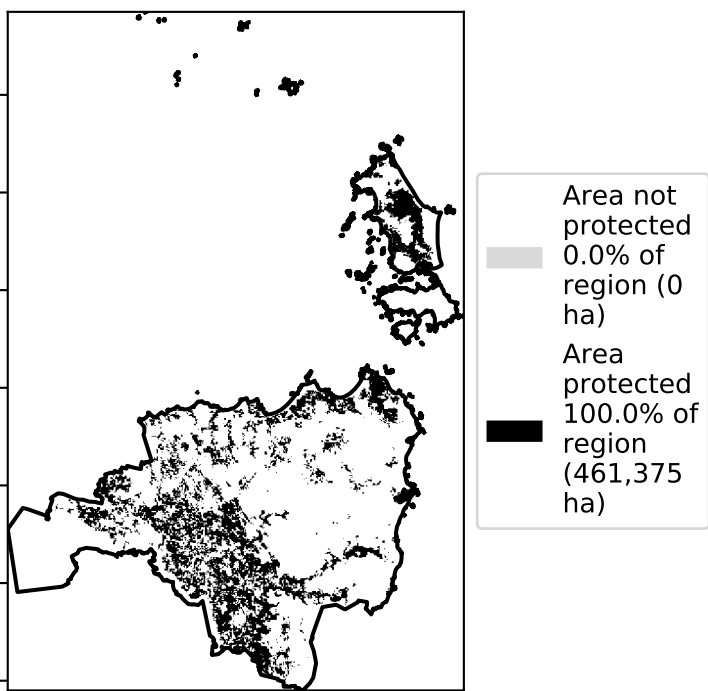 Area not
protected
0.0% of
region (0
ha)
Area
protected
100.0% of
region
(461,375
ha)